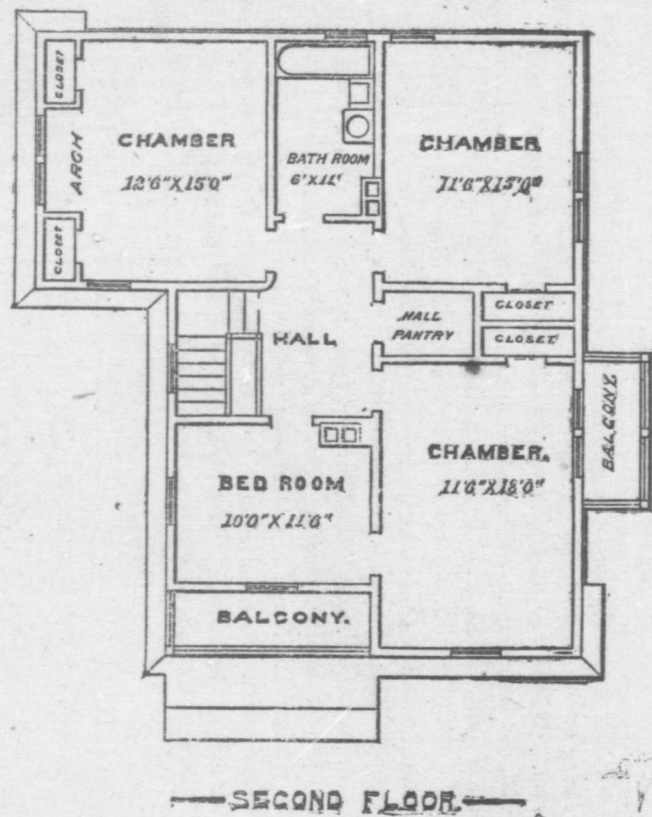 CLOSET
ARCH
CLOSET
CHAMBER
12'6"X15'0"
BATH ROOM
6'X11'
CHAMBER
11'6"X15'0"
HALL
HALL
PANTRY
CLOSET
CLOSET
BED ROOM
10'0"X11'6"
CHAMBER.
11'6"X18'0"
BALCONY.
BALCONY.
SECOND FLOOR.